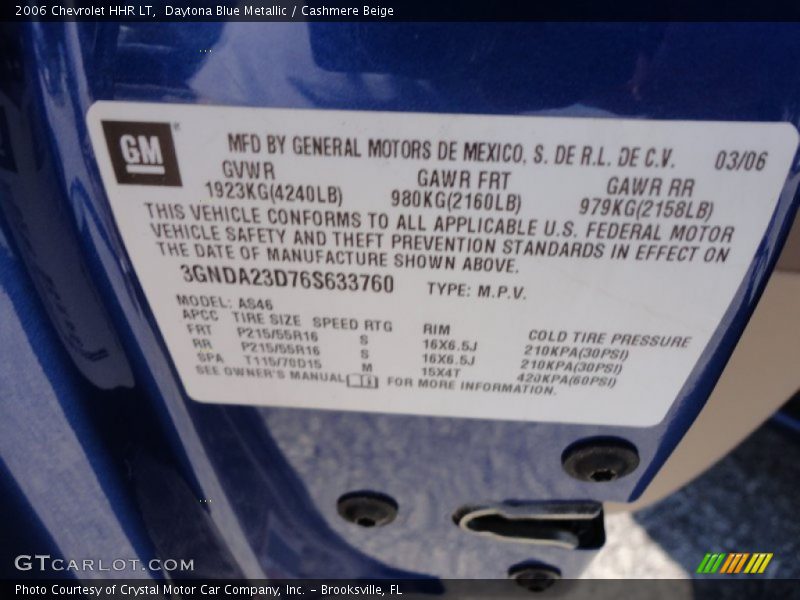 2006 Chevrolet HHR LT, Daytona Blue Metallic / Cashmere Beige
GM
MFD BY GENERAL MOTORS DE MEXICO, S. DE R.L. DE C.V. 03/06
GVWR GAWR FRT GAWR RR
1923KG(4240LB) 980KG(2160LB) 979KG(2158LB)
THIS VEHICLE CONFORMS TO ALL APPLICABLE U.S. FEDERAL MOTOR
VEHICLE SAFETY AND THEFT PREVENTION STANDARDS IN EFFECT ON
THE DATE OF MANUFACTURE SHOWN ABOVE.
3GNDA23D76S633760 TYPE: M.P.V.
MODEL: AS46
APCC TIRE SIZE SPEED RTG RIM COLD TIRE PRESSURE
FRT P215/55R16 S 16X6.5J 210KPA(30PSI)
RR P215/55R16 S 16X6.5J 210KPA(30PSI)
SPA T115/70D15 M 15X4T 420KPA(60PSI)
SEE OWNER'S MANUAL FOR MORE INFORMATION.
GTCARLOT.COM
Photo Courtesy of Crystal Motor Car Company, Inc. - Brooksville, FL